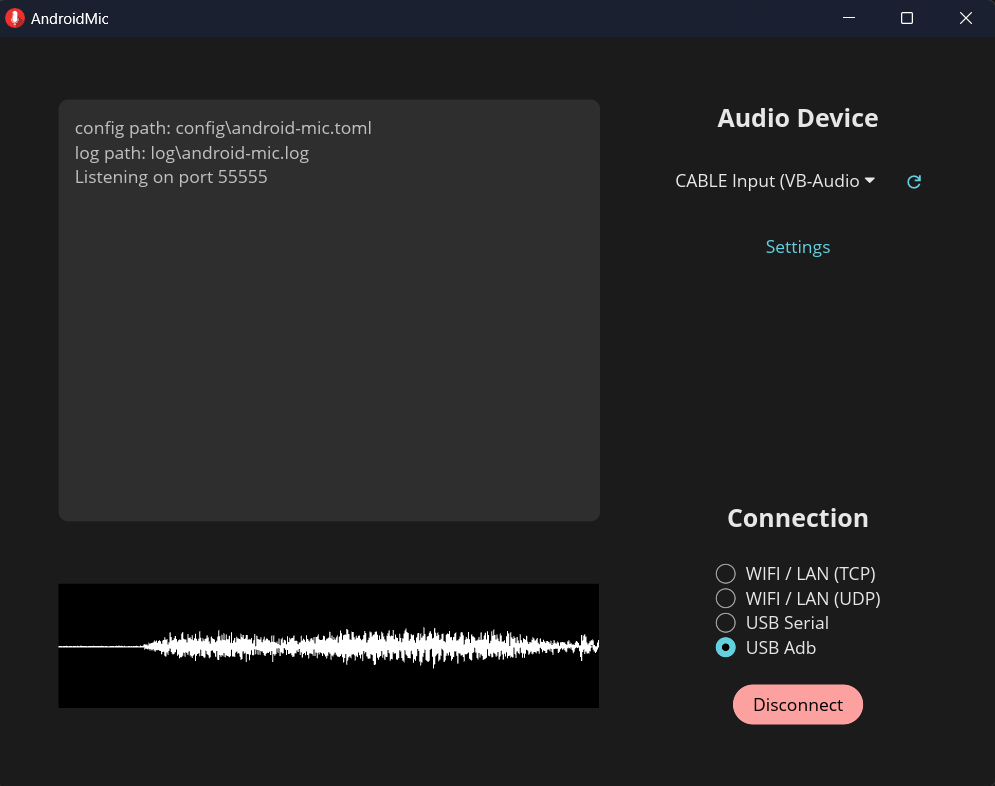 AndroidMic
config path: config\android-mic.toml
log path: log\android-mic.log
Listening on port 55555
Audio Device
CABLE Input (VB-Audio
Settings
Connection
WIFI / LAN (TCP)
WIFI / LAN (UDP)
USB Serial
USB Adb
Disconnect